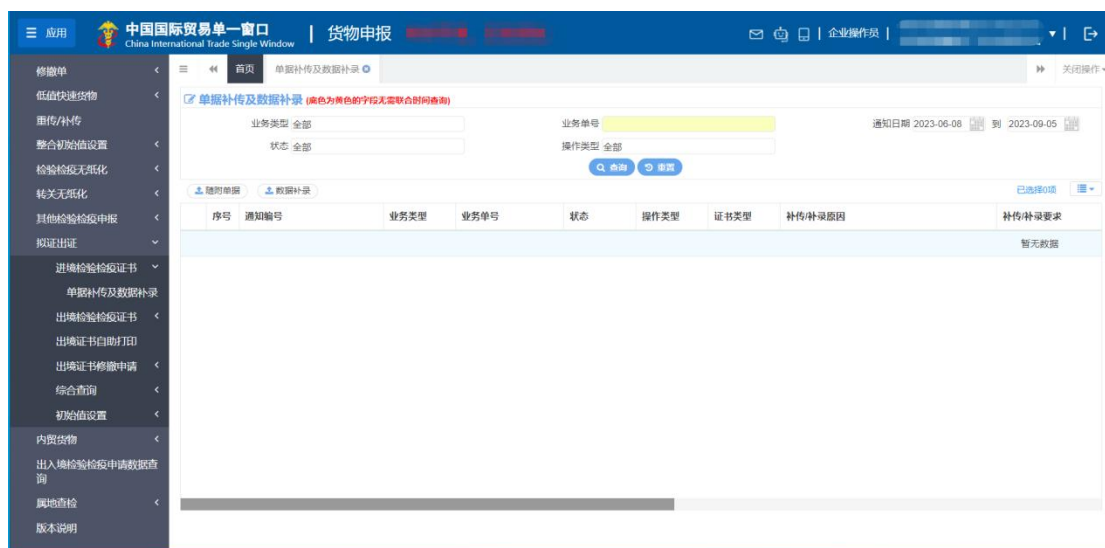 应用
中国国际贸易单一窗口
China International Trade Single Window
货物申报
企业操作员
修撤单
低值快速货物
重传/补传
整合初始值设置
检验检疫无纸化
转关无纸化
其他检验检疫申报
拟证出证
进境检验检疫证书
单据补传及数据补录
出境检验检疫证书
出境证书自助打印
出境证书修撤申请
综合查询
初始值设置
内贸货物
出入境检验检疫申请数据查
询
属地查检
版本说明
首页 单据补传及数据补录 关闭操作
单据补传及数据补录 (底色为黄色的字段无需联合时间查询)
业务类型 全部 业务单号 通知日期 2023-06-08 到 2023-09-05
状态 全部 操作类型 全部
查询 重置
随附单据 数据补录 已选择0项
序号 通知编号 业务类型 业务单号 状态 操作类型 证书类型 补传/补录原因 补传/补录要求
暂无数据